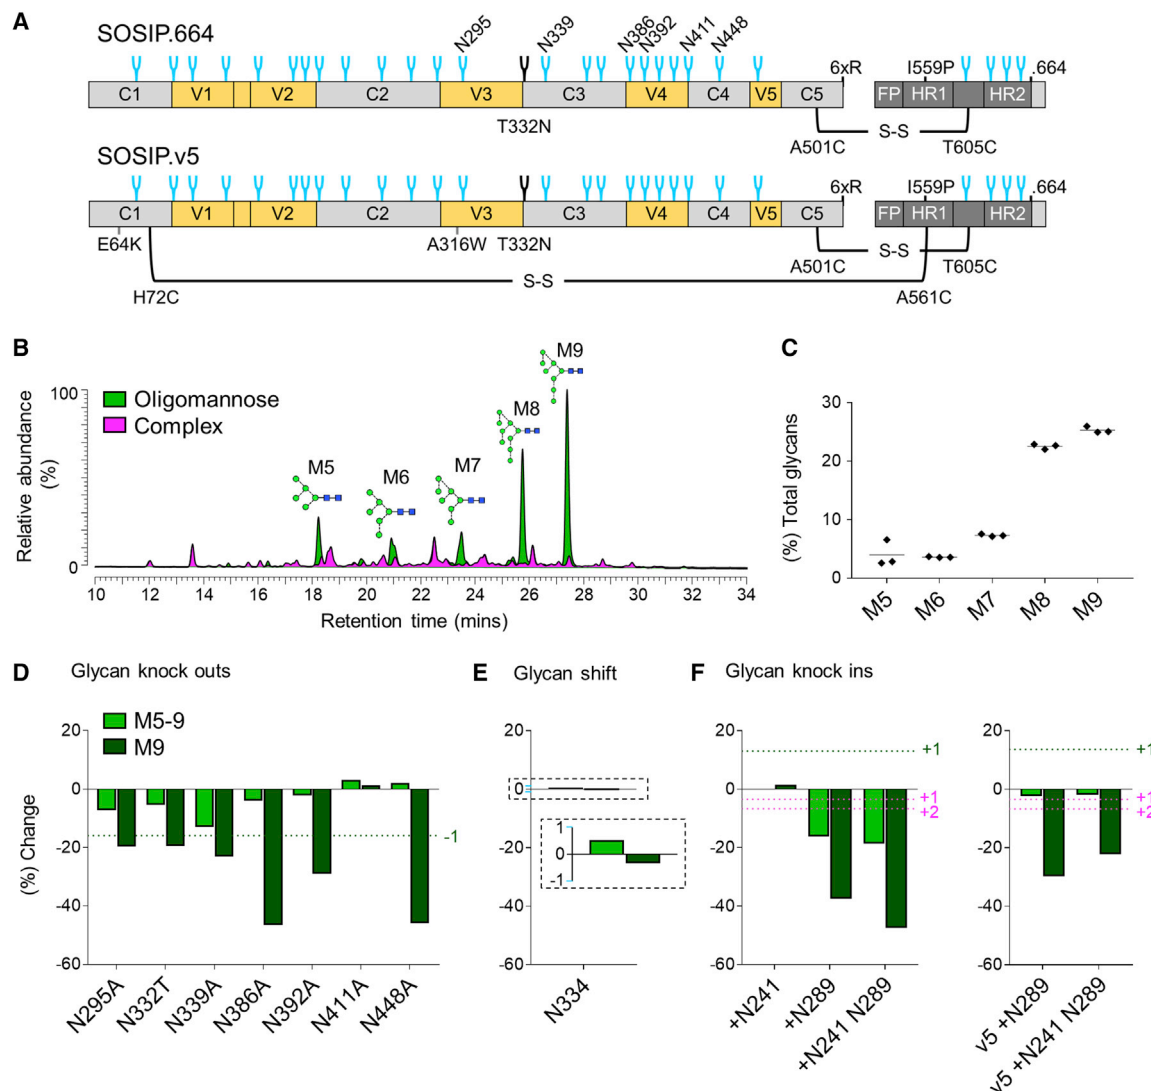 A
SOSIP.664
N295 N339 N386 N392 N411 N448
6xR I559P .664
C1 V1 V2 C2 V3 C3 V4 C4 V5 C5 FP HR1 HR2
T332N
S-S
A501C T605C
SOSIP.v5
6xR I559P .664
C1 V1 V2 C2 V3 C3 V4 C4 V5 C5 FP HR1 HR2
E64K A316W T332N
S-S
A501C T605C
S-S
H72C A561C
B
Oligomannose
Complex
M5 M6 M7 M8 M9
100
0
Relative abundance
(%)
10 12 14 16 18 20 22 24 26 28 30 32 34
Retention time (mins)
C
(%) Total glycans
30
20
10
0
M5 M6 M7 M8 M9
D Glycan knock outs
M5-9
M9
(%) Change
20
0
-20
-40
-60
-1
N295A N332T N339A N386A N392A N411A N448A
E Glycan shift
20
0
-20
-40
-60
1
0
-1
N334
F Glycan knock ins
20
0
-20
-40
-60
+1
+1
+2
+N241 +N289 +N241 N289
20
0
-20
-40
-60
+1
+1
+2
v5 +N289 v5 +N241 N289